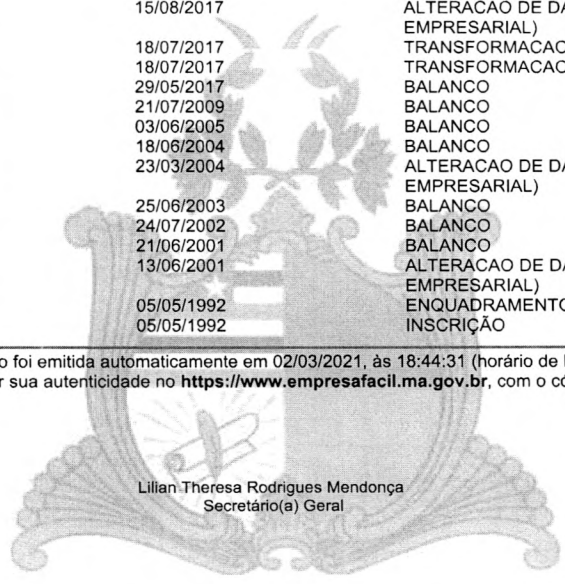 15/08/2017 ALTERACAO DE DA
EMPRESARIAL)
18/07/2017 TRANSFORMACAO
18/07/2017 TRANSFORMACAO
29/05/2017 BALANCO
21/07/2009 BALANCO
03/06/2005 BALANCO
18/06/2004 BALANCO
23/03/2004 ALTERACAO DE DA
EMPRESARIAL)
25/06/2003 BALANCO
24/07/2002 BALANCO
21/06/2001 BALANCO
13/06/2001 ALTERACAO DE DA
EMPRESARIAL)
05/05/1992 ENQUADRAMENTO
05/05/1992 INSCRIÇÃO
o foi emitida automaticamente em 02/03/2021, às 18:44:31 (horário de
r sua autenticidade no https://www.empresafacil.ma.gov.br, com o có
Lilian Theresa Rodrigues Mendonça
Secretário(a) Geral